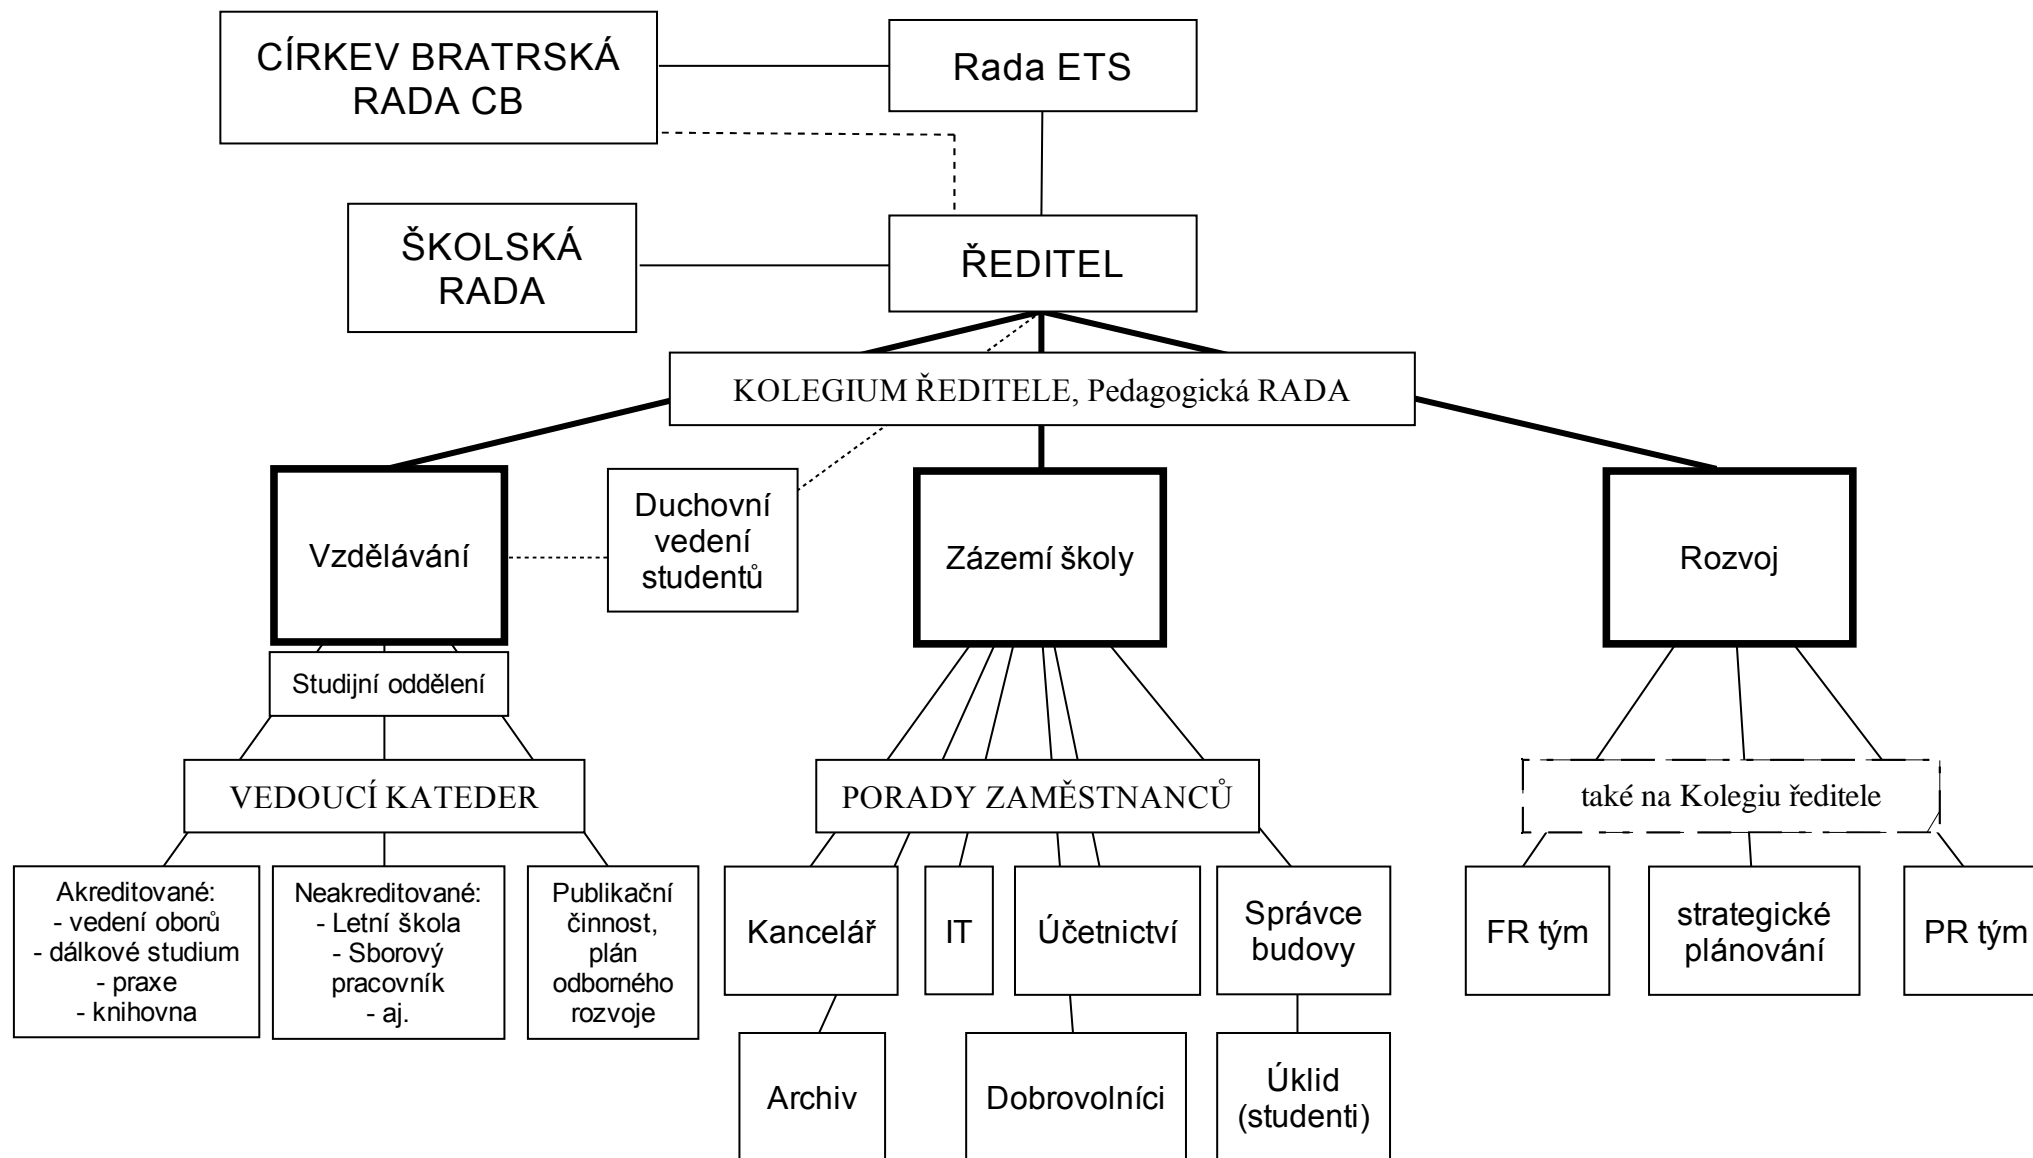 CÍRKEV BRATRSKÁ
RADA CB
Rada ETS
ŠKOLSKÁ
RADA
ŘEDITEL
KOLEGIUM ŘEDITELE, Pedagogická RADA
Vzdělávání
Duchovní
vedení
studentů
Zázemí školy
Rozvoj
Studijní oddělení
VEDOUCÍ KATEDER
PORADY ZAMĚSTNANCŮ
také na Kolegiu ředitele
Akreditované:
- vedení oborů
- dálkové studium
- praxe
- knihovna
Neakreditované:
- Letní škola
- Sborový
pracovník
- aj.
Publikační
činnost,
plán
odborného
rozvoje
Kancelář
IT
Účetnictví
Správce
budovy
FR tým
strategické
plánování
PR tým
Archiv
Dobrovolníci
Úklid
(studenti)